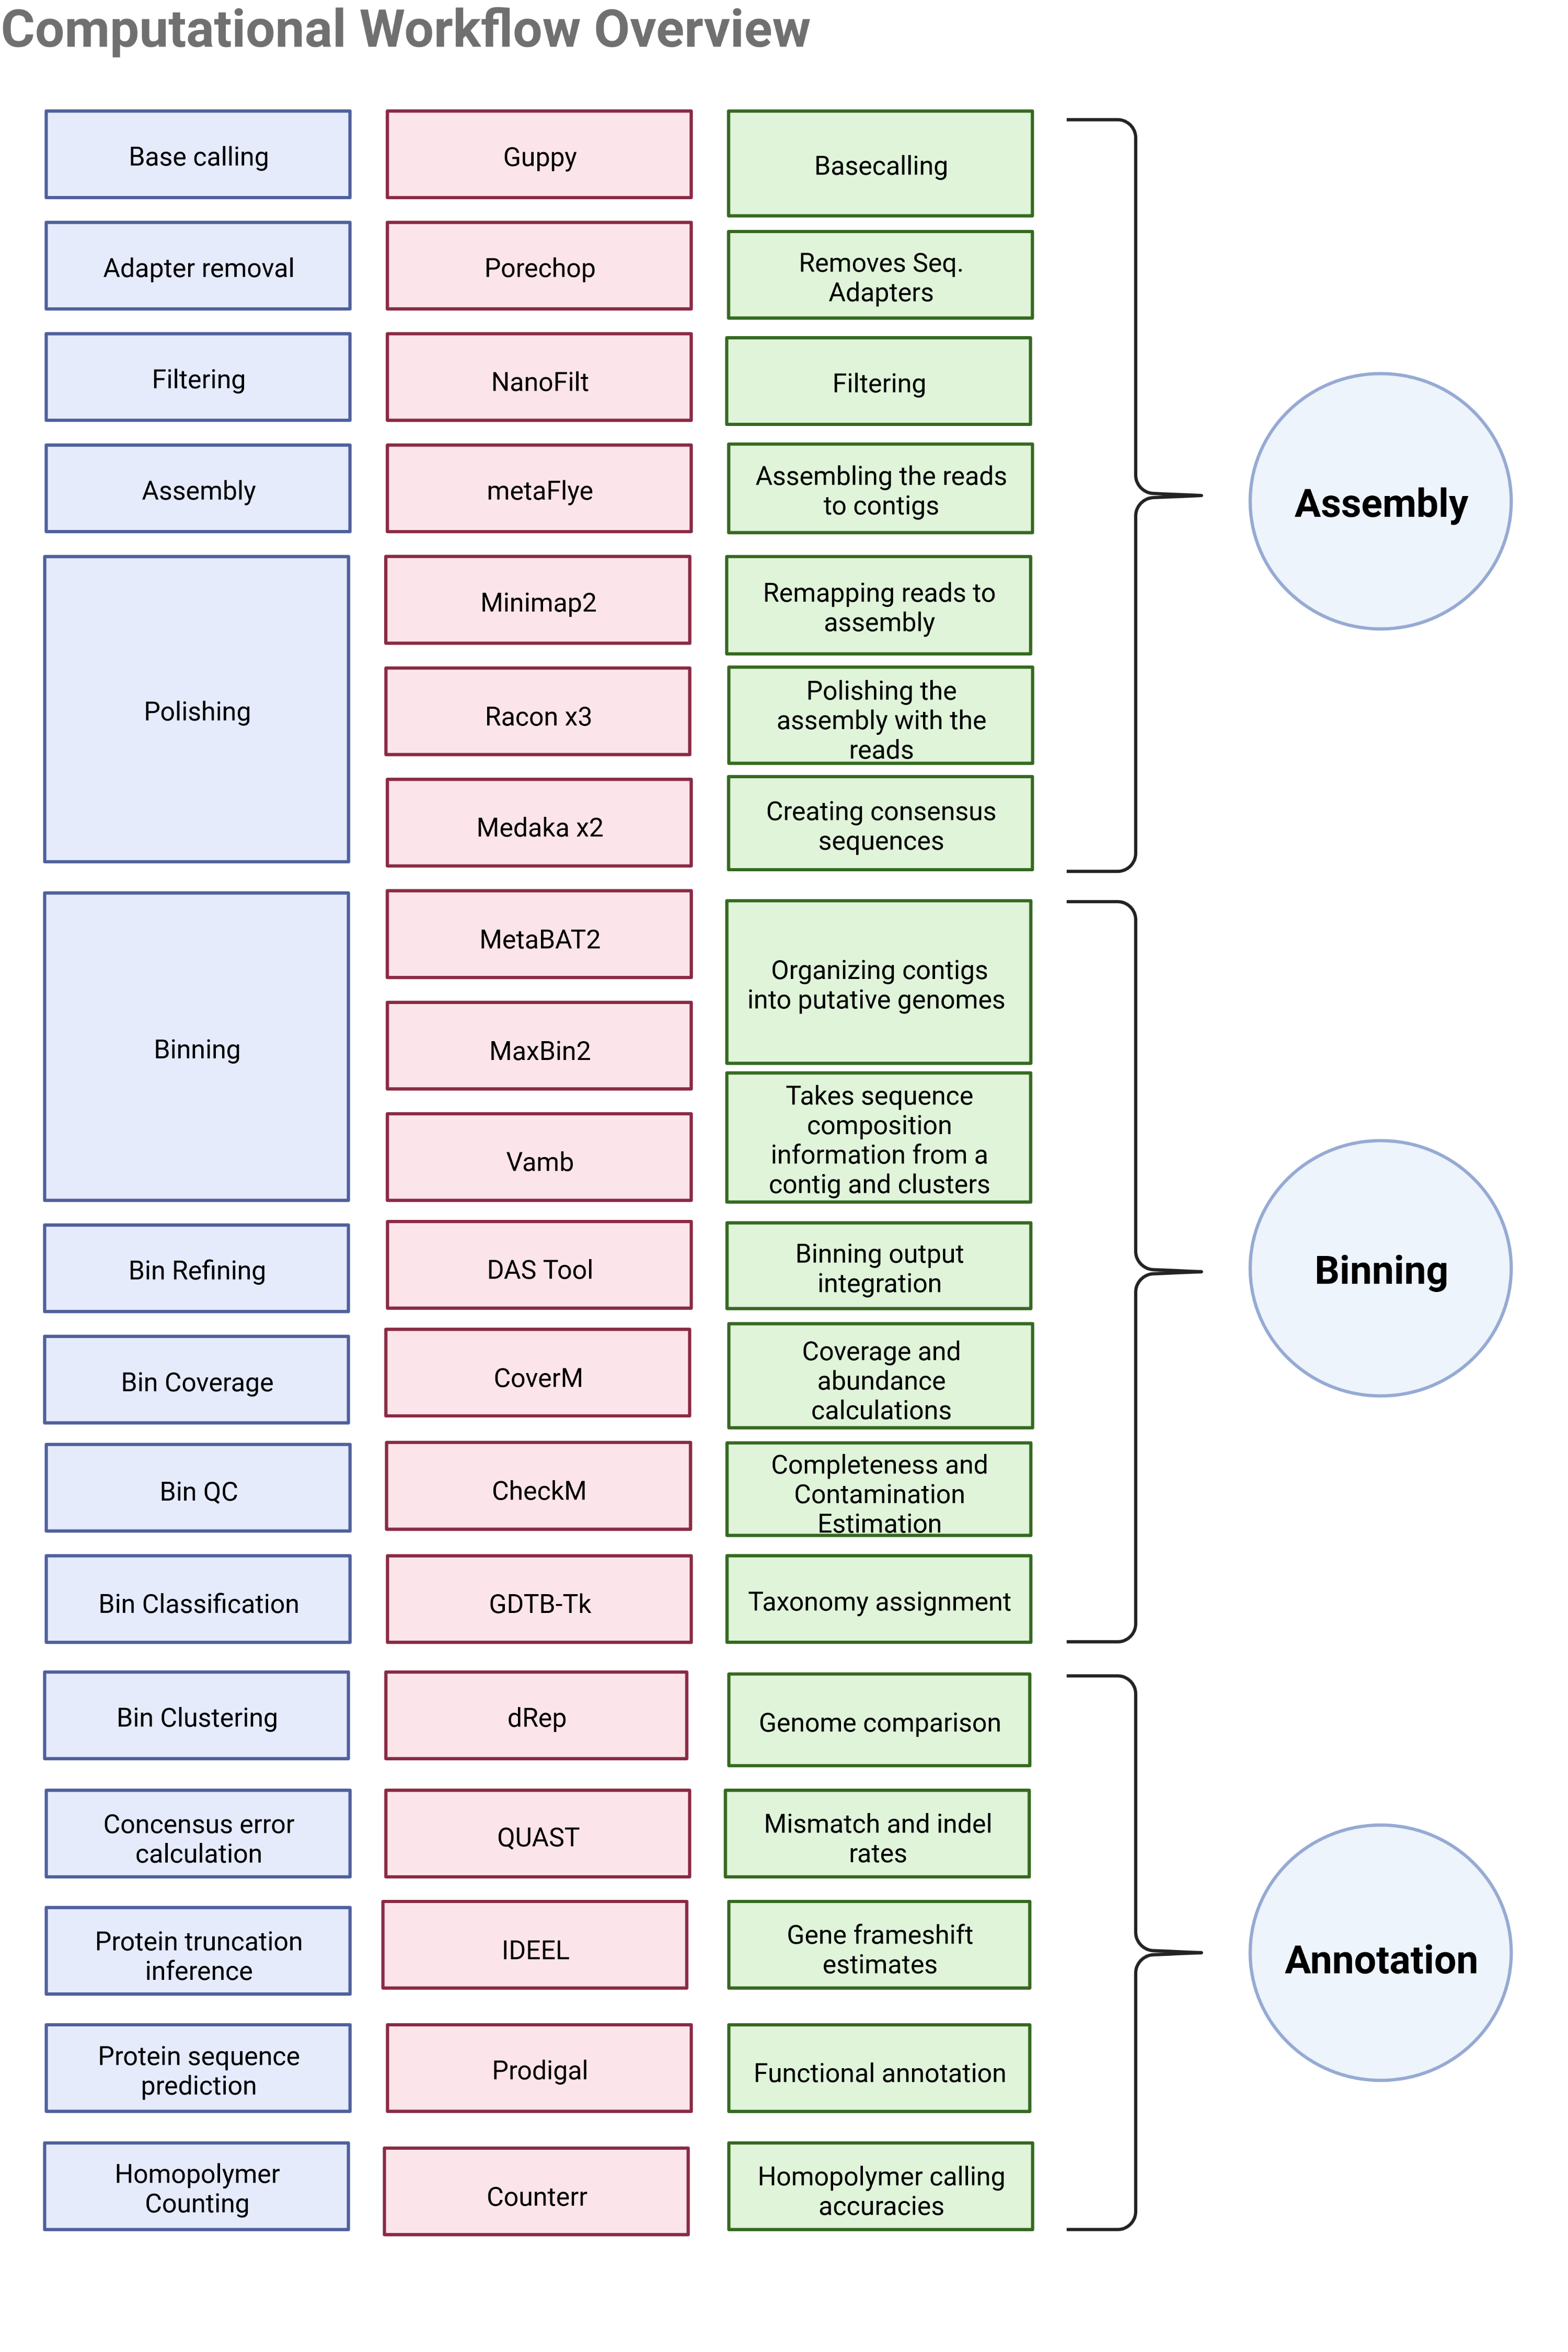 Computational Workflow Overview
Base calling
Guppy
Basecalling
Adapter removal
Porechop
Removes Seq.
Adapters
Filtering
NanoFilt
Filtering
Assembly
metaFlye
Assembling the reads
to contigs
Assembly
Polishing
Minimap2
Remapping reads to
assembly
Racon x3
Polishing the
assembly with the
reads
Medaka x2
Creating consensus
sequences
Binning
MetaBAT2
MaxBin2
Organizing contigs
into putative genomes
Vamb
Takes sequence
composition
information from a
contig and clusters
Bin Refining
DAS Tool
Binning output
integration
Binning
Bin Coverage
CoverM
Coverage and
abundance
calculations
Bin QC
CheckM
Completeness and
Contamination
Estimation
Bin Classification
GDTB-Tk
Taxonomy assignment
Bin Clustering
dRep
Genome comparison
Concensus error
calculation
QUAST
Mismatch and indel
rates
Protein truncation
inference
IDEEL
Gene frameshift
estimates
Annotation
Protein sequence
prediction
Prodigal
Functional annotation
Homopolymer
Counting
Counterr
Homopolymer calling
accuracies